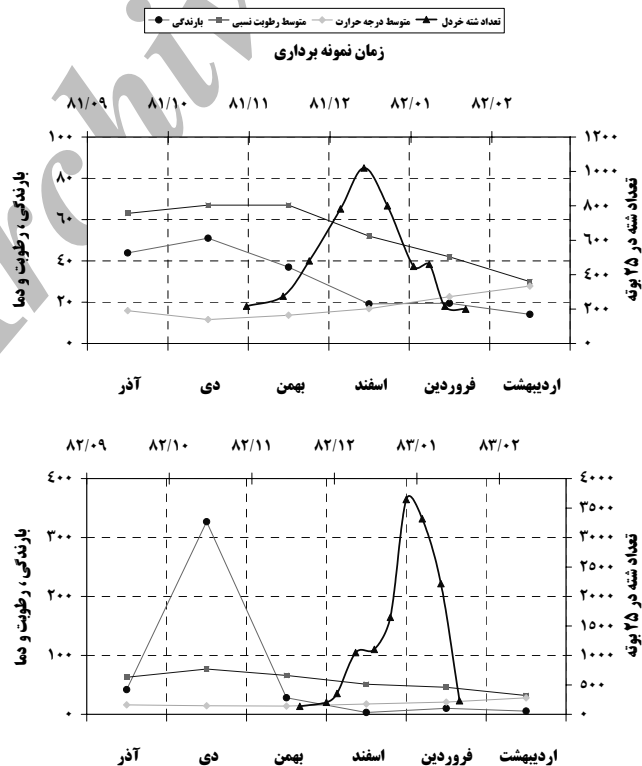 بارندگی متوسط رطوبت نسبی متوسط درجه حرارت تعداد شته خردل
زمان نمونه برداری
۸۱/۰۹ ۸۱/۱۰ ۸۱/۱۱ ۸۱/۱۲ ۸۲/۰۱ ۸۲/۰۲
بارندگی ، رطوبت و دما
۱۰۰
۸۰
۶۰
۴۰
۲۰
۰
۱۲۰۰
۱۰۰۰
۸۰۰
۶۰۰
۴۰۰
۲۰۰
۰
تعداد شته در ۲۵ بوته
آذر دی بهمن اسفند فروردین اردیبهشت
۸۲/۰۹ ۸۲/۱۰ ۸۲/۱۱ ۸۲/۱۲ ۸۳/۰۱ ۸۳/۰۲
بارندگی ، رطوبت و دما
۴۰۰
۳۰۰
۲۰۰
۱۰۰
۰
۴۰۰۰
۳۵۰۰
۳۰۰۰
۲۵۰۰
۲۰۰۰
۱۵۰۰
۱۰۰۰
۵۰۰
۰
تعداد شته در ۲۵ بوته
آذر دی بهمن اسفند فروردین اردیبهشت